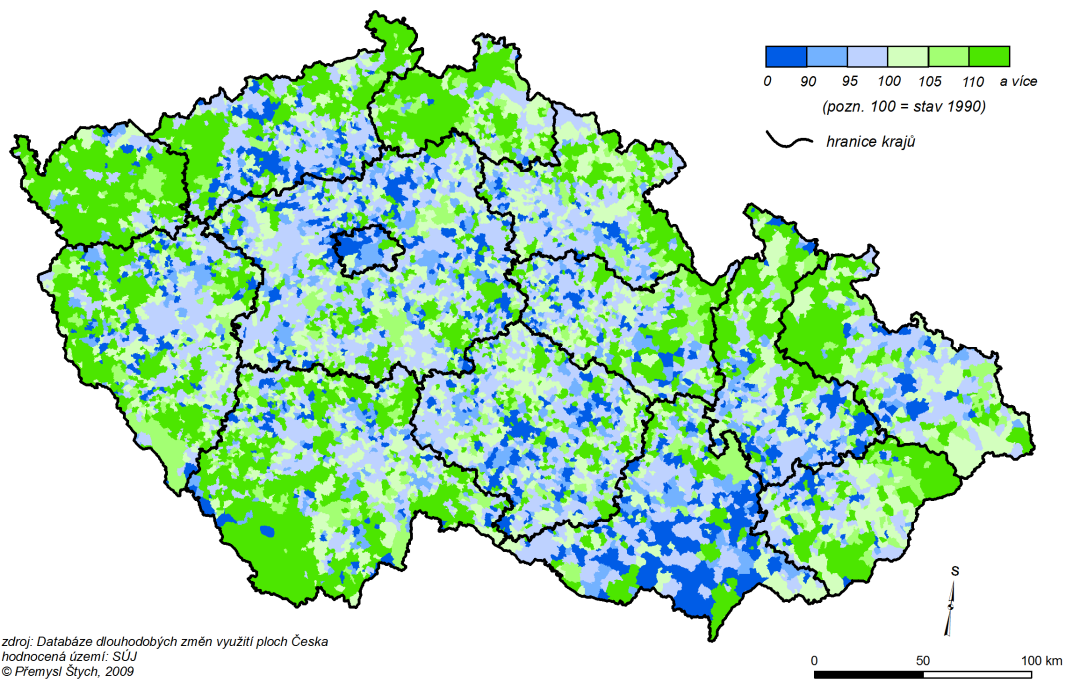 0 90 95 100 105 110 a více
(pozn. 100 = stav 1990)
hranice krajů
S
zdroj: Databáze dlouhodobých změn využití ploch Česka
hodnocená území: SÚJ
© Přemysl Štych, 2009
0 50 100 km